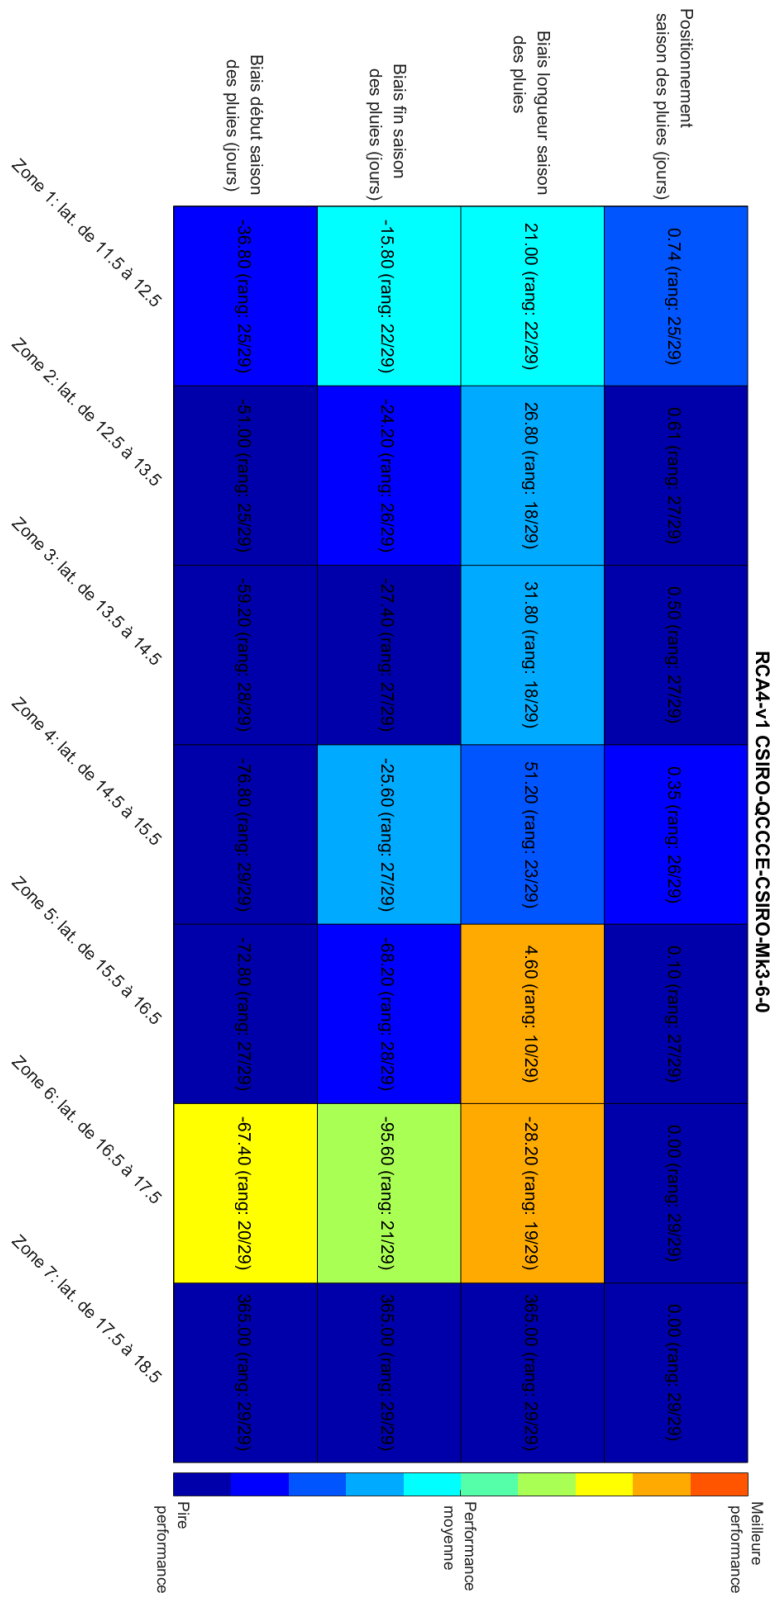 RCA4-v1 CSIRO-QCCCE-CSIRO-Mk3-6-0
Positionnement
saison des pluies (jours)
0.74 (rang: 25/29)
0.61 (rang: 27/29)
0.50 (rang: 27/29)
0.35 (rang: 26/29)
0.10 (rang: 27/29)
0.00 (rang: 29/29)
0.00 (rang: 29/29)
Biais longueur saison
des pluies
21.00 (rang: 22/29)
26.80 (rang: 18/29)
31.80 (rang: 18/29)
51.20 (rang: 23/29)
4.60 (rang: 10/29)
-28.20 (rang: 19/29)
365.00 (rang: 29/29)
Biais fin saison
des pluies (jours)
-15.80 (rang: 22/29)
-24.20 (rang: 26/29)
-27.40 (rang: 27/29)
-25.60 (rang: 27/29)
-68.20 (rang: 28/29)
-95.60 (rang: 21/29)
365.00 (rang: 29/29)
Biais début saison
des pluies (jours)
-36.80 (rang: 25/29)
-51.00 (rang: 25/29)
-59.20 (rang: 28/29)
-76.80 (rang: 29/29)
-72.80 (rang: 27/29)
-67.40 (rang: 20/29)
365.00 (rang: 29/29)
Zone 1: lat. de 11.5 à 12.5
Zone 2: lat. de 12.5 à 13.5
Zone 3: lat. de 13.5 à 14.5
Zone 4: lat. de 14.5 à 15.5
Zone 5: lat. de 15.5 à 16.5
Zone 6: lat. de 16.5 à 17.5
Zone 7: lat. de 17.5 à 18.5
Meilleure
performance
Performance
moyenne
Pire
performance